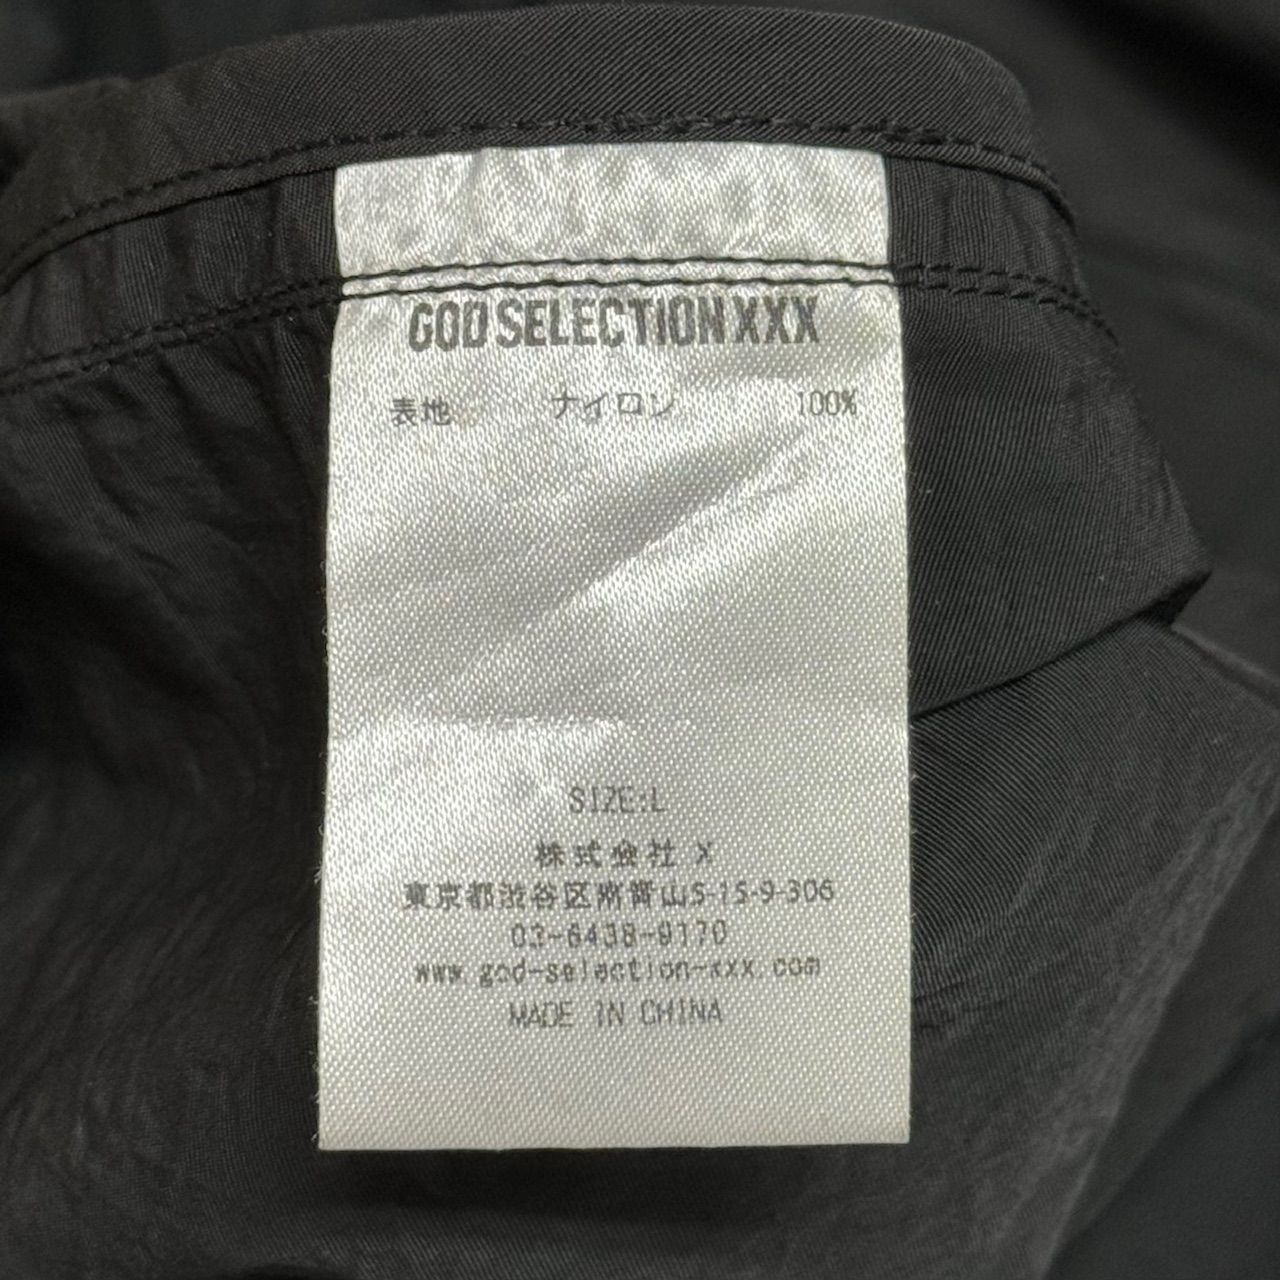 GOD SELECTION XXX
表地 ナイロン 100%
SIZE:L
株式会社 X
東京都渋谷区南青山5-15-9-306
03-6438-9170
www.god-selection-xxx.com
MADE IN CHINA